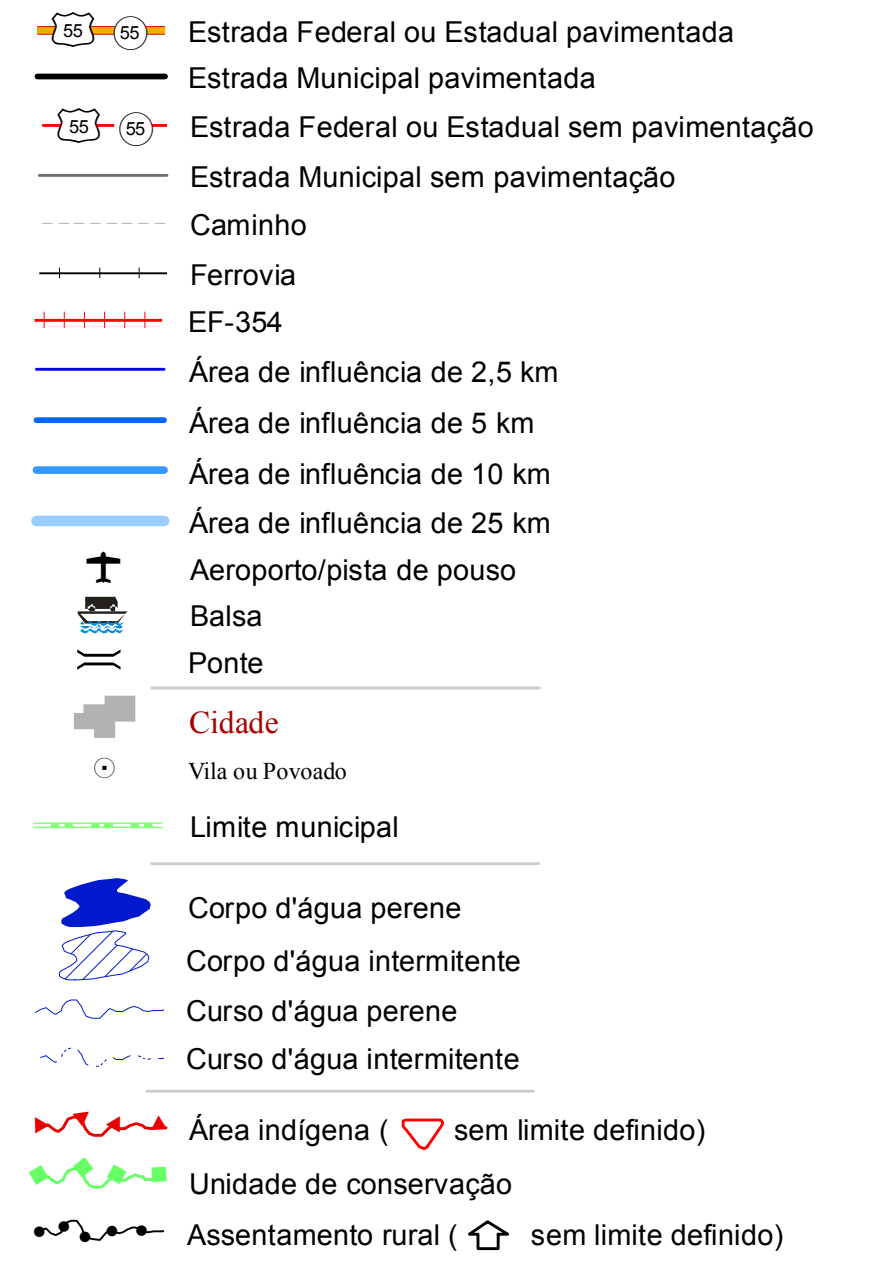 55 55 Estrada Federal ou Estadual pavimentada
Estrada Municipal pavimentada
55 55 Estrada Federal ou Estadual sem pavimentação
Estrada Municipal sem pavimentação
Caminho
Ferrovia
EF-354
Área de influência de 2,5 km
Área de influência de 5 km
Área de influência de 10 km
Área de influência de 25 km
Aeroporto/pista de pouso
Balsa
Ponte
Cidade
Vila ou Povoado
Limite municipal
Corpo d'água perene
Corpo d'água intermitente
Curso d'água perene
Curso d'água intermitente
Área indígena ( sem limite definido)
Unidade de conservação
Assentamento rural ( sem limite definido)